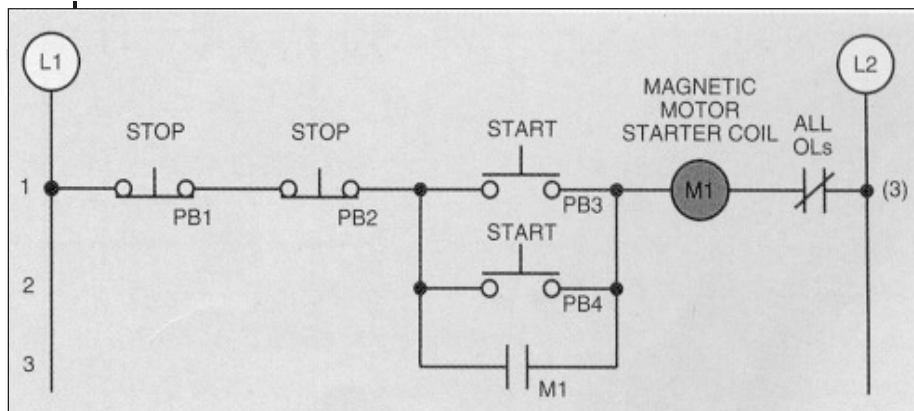 L1
L2
MAGNETIC
MOTOR
STARTER COIL
ALL
OLs
STOP
STOP
START
1
PB1
PB2
PB3
M1
(3)
START
2
PB4
3
M1